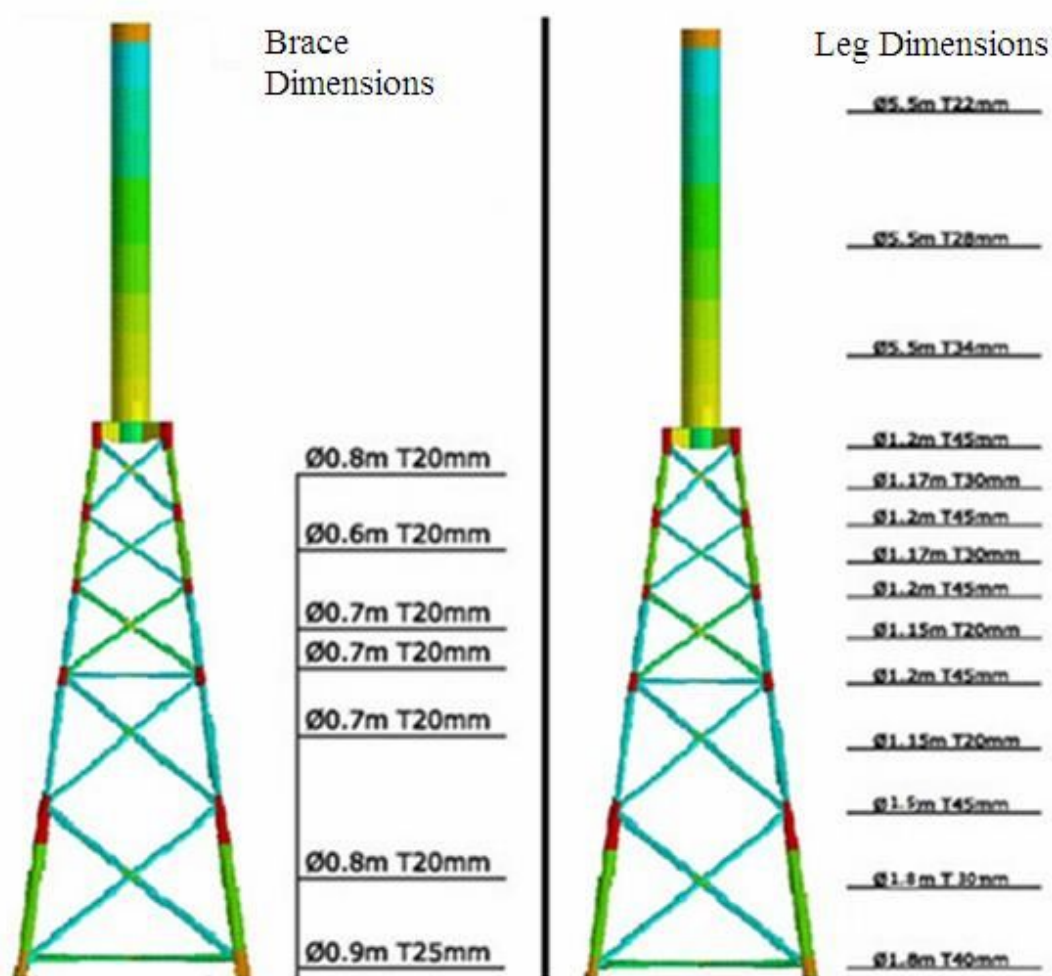 Brace
Dimensions
Ø0.8m T20mm
Ø0.6m T20mm
Ø0.7m T20mm
Ø0.7m T20mm
Ø0.7m T20mm
Ø0.8m T20mm
Ø0.9m T25mm
Leg Dimensions
Ø5.5m T22mm
Ø5.5m T28mm
Ø5.5m T34mm
Ø1.2m T45mm
Ø1.17m T30mm
Ø1.2m T45mm
Ø1.17m T30mm
Ø1.2m T45mm
Ø1.15m T20mm
Ø1.2m T45mm
Ø1.15m T20mm
T45mm
Ø1.8m T30mm
Ø1.8m T40mm